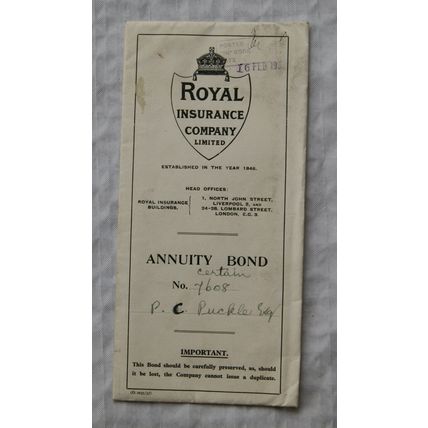 16 FEB 19
ROYAL
INSURANCE
COMPANY
LIMITED
ESTABLISHED IN THE YEAR 1845.
HEAD OFFICES:
ROYAL INSURANCE BUILDINGS.
1, NORTH JOHN STREET,
LIVERPOOL 2, AND
24-28, LOMBARD STREET,
LONDON, E.C. 3.
ANNUITY BOND
certain
No. 7608
P. C. Puckle Esq
IMPORTANT.
This Bond should be carefully preserved, as, should
it be lost, the Company cannot issue a duplicate.